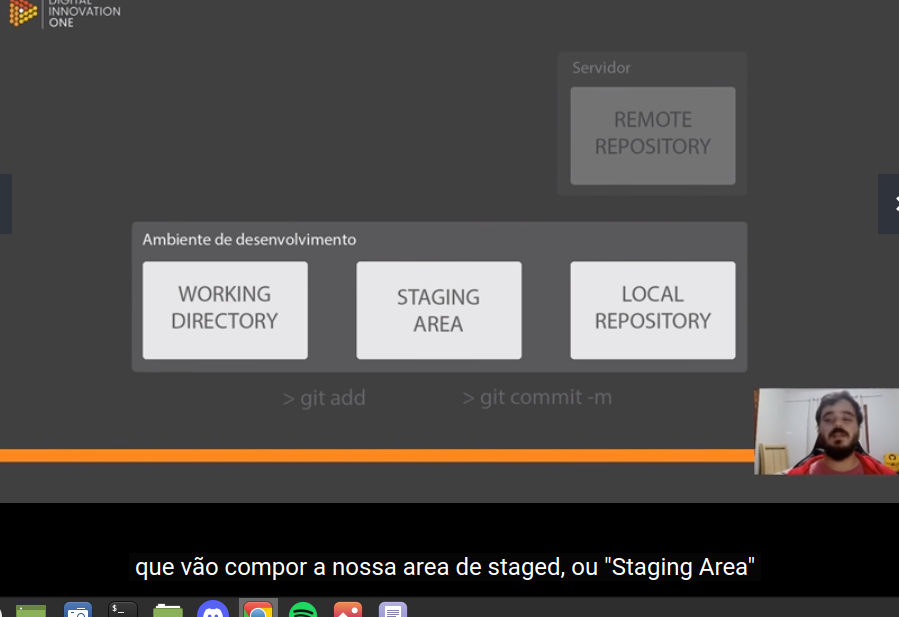 DIGITAL
INNOVATION
ONE
Servidor
REMOTE
REPOSITORY
Ambiente de desenvolvimento
WORKING
DIRECTORY
STAGING
AREA
LOCAL
REPOSITORY
> git add
> git commit -m
que vão compor a nossa area de staged, ou "Staging Area"
$_